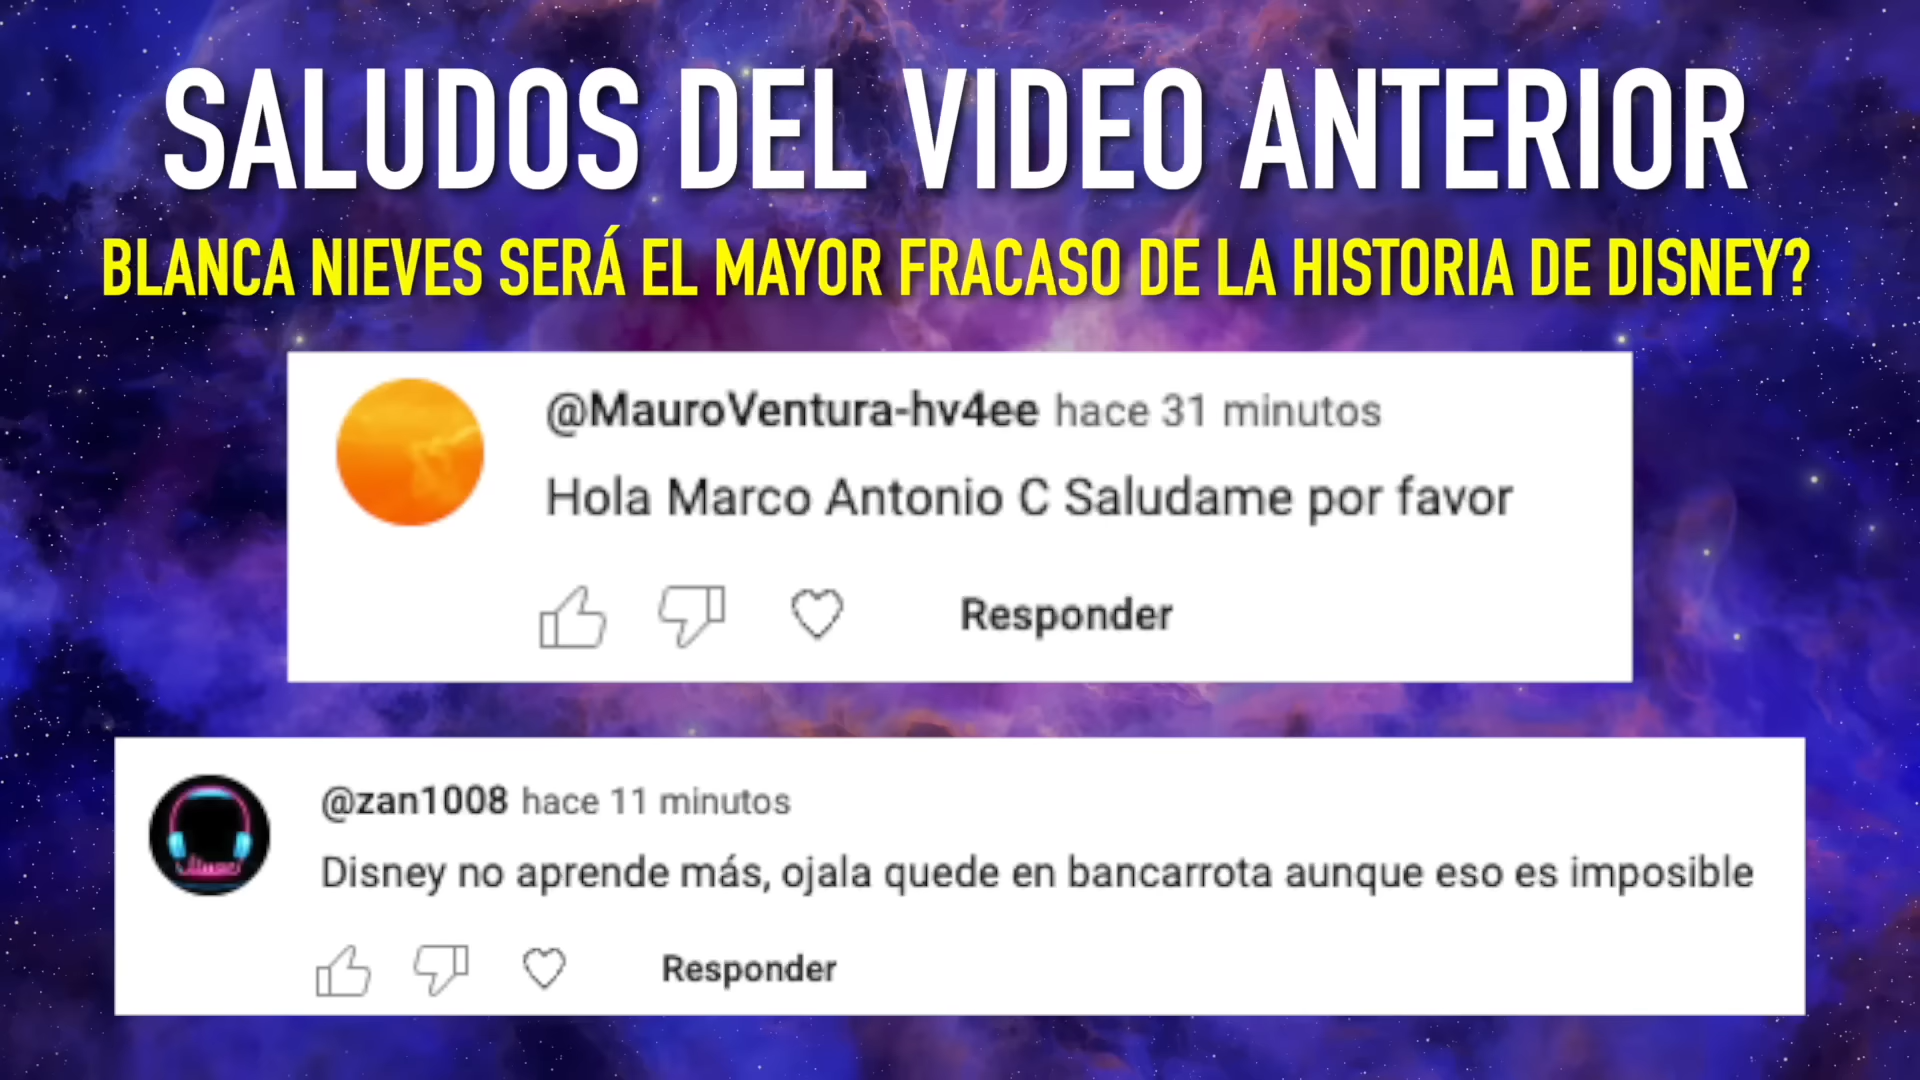 SALUDOS DEL VIDEO ANTERIOR
BLANCA NIEVES SERÁ EL MAYOR FRACASO DE LA HISTORIA DE DISNEY?
@MauroVentura-hv4ee hace 31 minutos
Hola Marco Antonio C Saludame por favor
Responder
@zan1008 hace 11 minutos
Disney no aprende más, ojala quede en bancarrota aunque eso es imposible
Responder